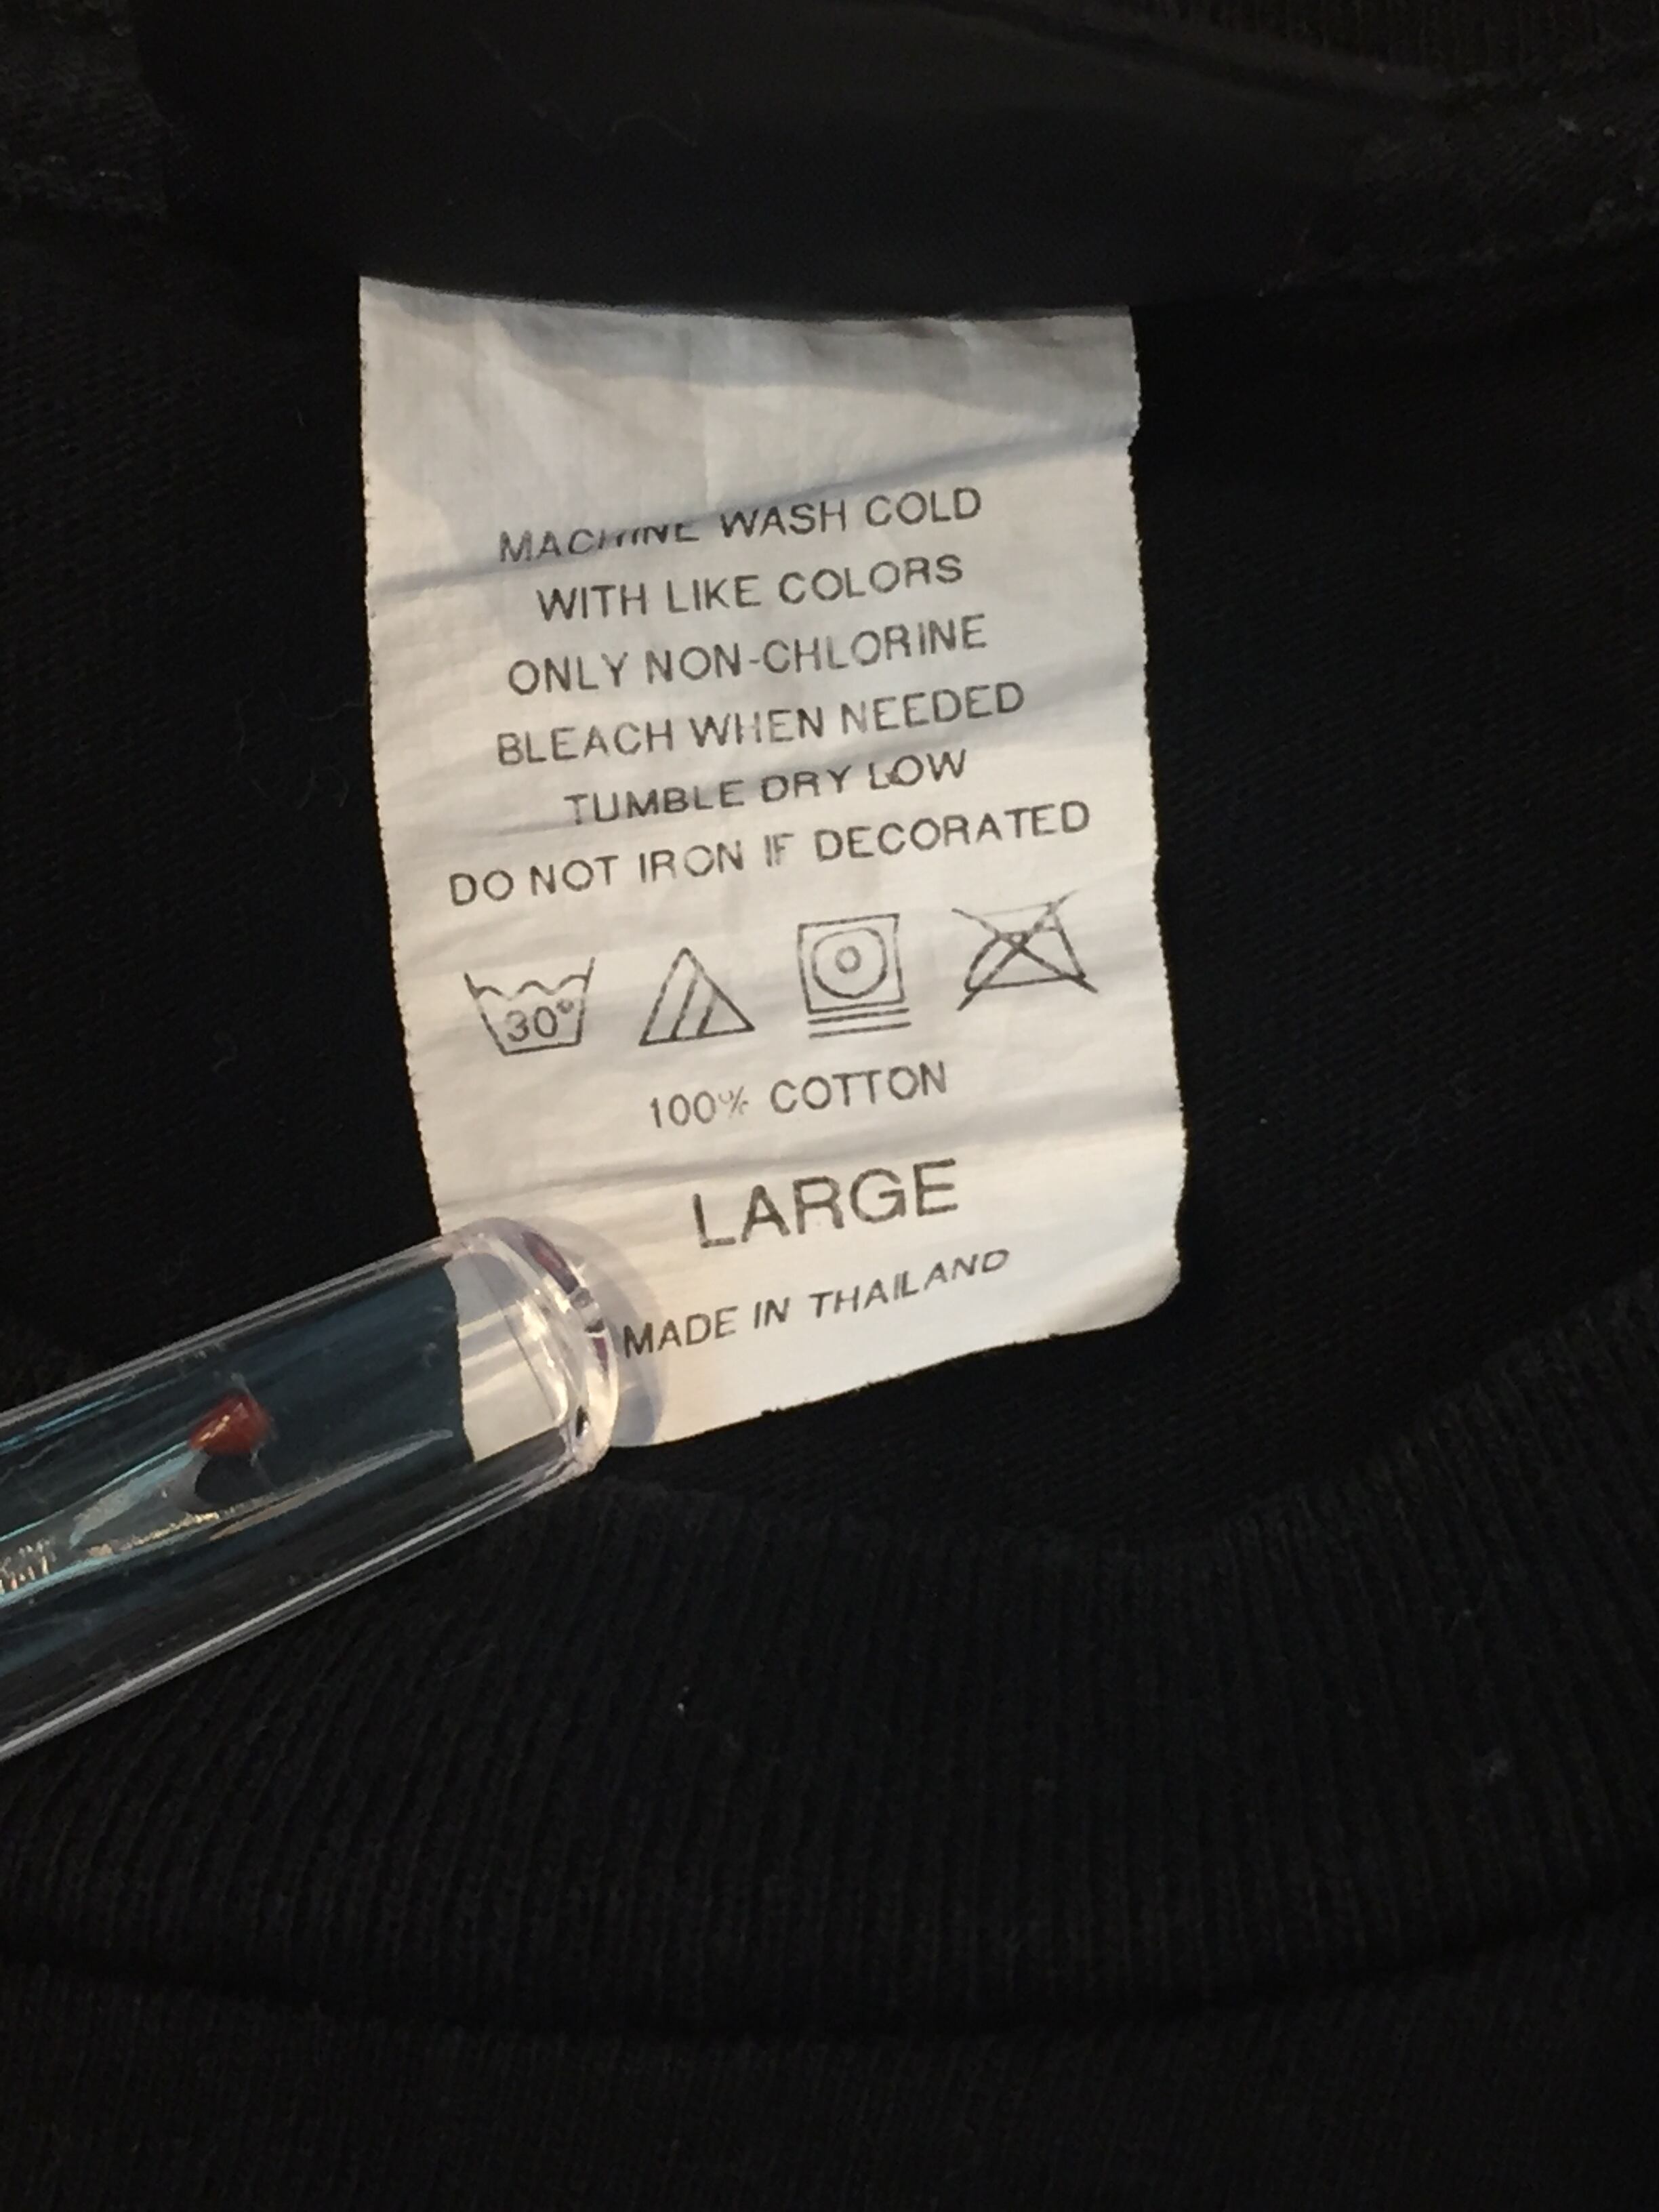 MACHINE WASH COLD
WITH LIKE COLORS
ONLY NON-CHLORINE
BLEACH WHEN NEEDED
TUMBLE DRY LOW
DO NOT IRON IF DECORATED
30°
100% COTTON
LARGE
MADE IN THAILAND